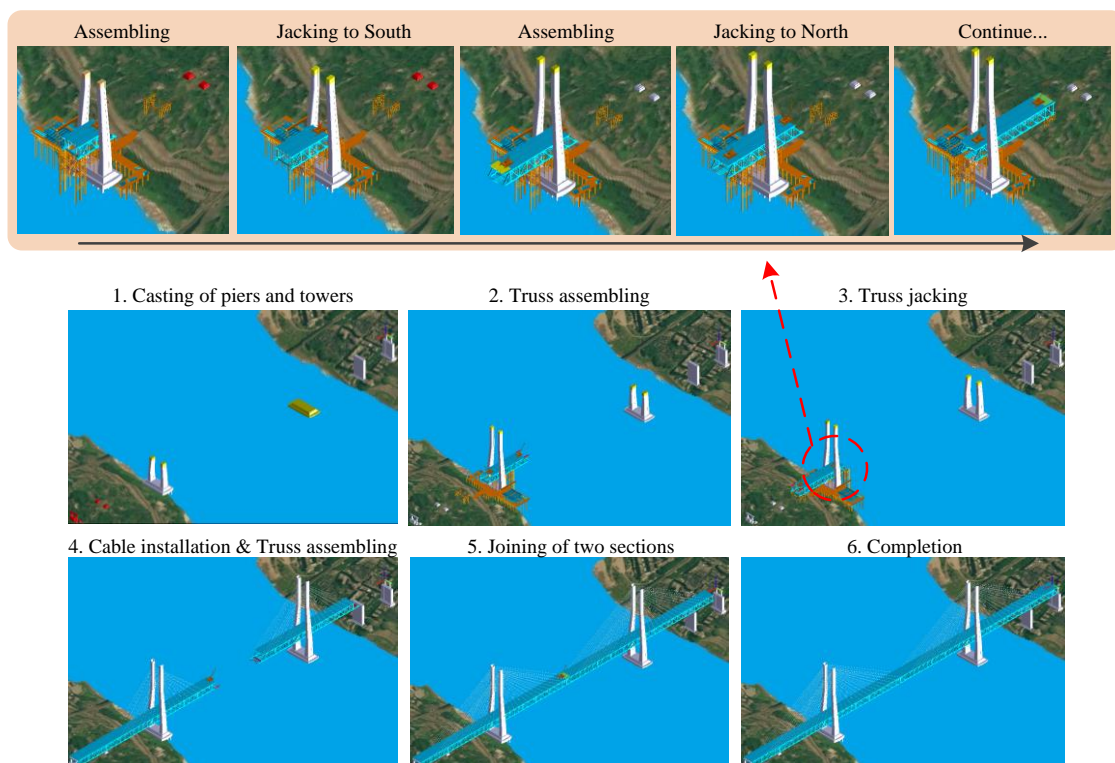 Assembling
Jacking to South
Assembling
Jacking to North
Continue...
1. Casting of piers and towers
2. Truss assembling
3. Truss jacking
4. Cable installation & Truss assembling
5. Joining of two sections
6. Completion